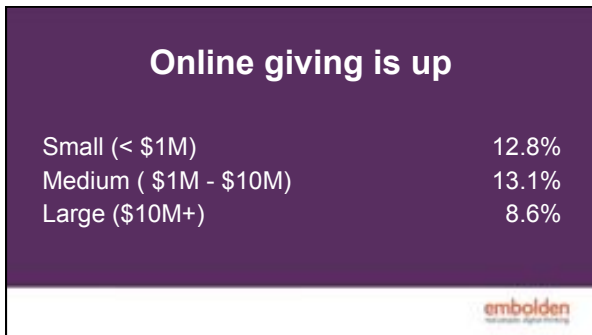 Online giving is up
Small (< $1M) 12.8%
Medium ( $1M - $10M) 13.1%
Large ($10M+) 8.6%
embolden